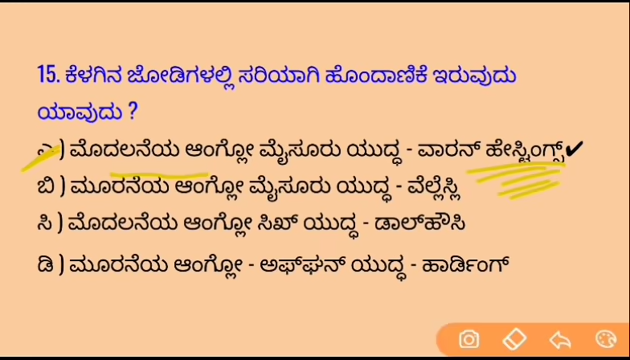 15. ಕೆಳಗಿನ ಜೋಡಿಗಳಲ್ಲಿ ಸರಿಯಾಗಿ ಹೊಂದಾಣಿಕೆ ಇರುವುದು
ಯಾವುದು ?
ಎ ) ಮೊದಲನೆಯ ಆಂಗ್ಲೋ ಮೈಸೂರು ಯುದ್ಧ - ವಾರನ್ ಹೇಸ್ಟಿಂಗ್ಸ್✔
ಬಿ ) ಮೂರನೆಯ ಆಂಗ್ಲೋ ಮೈಸೂರು ಯುದ್ಧ - ವೆಲ್ಲೆಸ್ಲಿ
ಸಿ ) ಮೊದಲನೆಯ ಆಂಗ್ಲೋ ಸಿಖ್ ಯುದ್ಧ - ಡಾಲ್‌ಹೌಸಿ
ಡಿ ) ಮೂರನೆಯ ಆಂಗ್ಲೋ - ಅಫ್‌ಘನ್ ಯುದ್ಧ - ಹಾರ್ಡಿಂಗ್